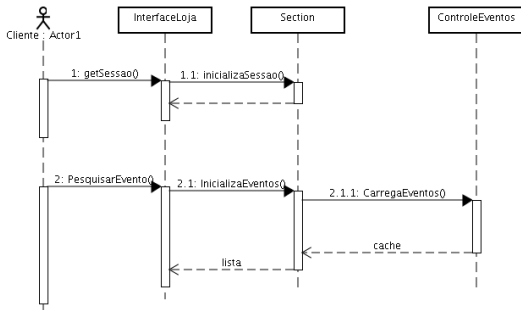 InterfaceLoja
Section
ControleEventos
Cliente : Actor1
1: getSessao()
1.1: inicializaSessao()
2: PesquisarEvento()
2.1: InicializaEventos()
2.1.1: CarregaEventos()
cache
lista